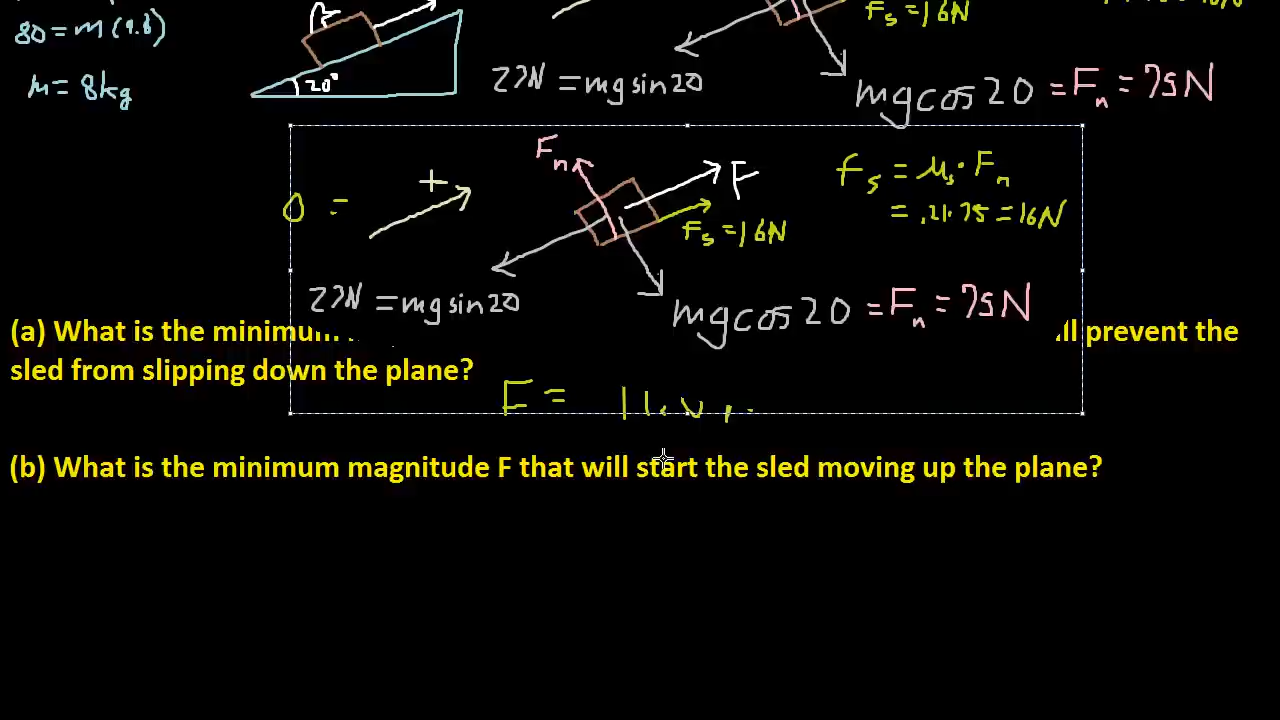 80 = m(9.8)
m = 8kg
20°
27N = mg sin 20
Fs = 16N
mg cos 20 = Fn = 75N
0 =
+
Fn
F
Fs = 16N
fs = μs · Fn
= .21·75 = 16N
27N = mg sin 20
mg cos 20 = Fn = 75N
(a) What is the minimum ll prevent the
sled from slipping down the plane?
F =
(b) What is the minimum magnitude F that will start the sled moving up the plane?